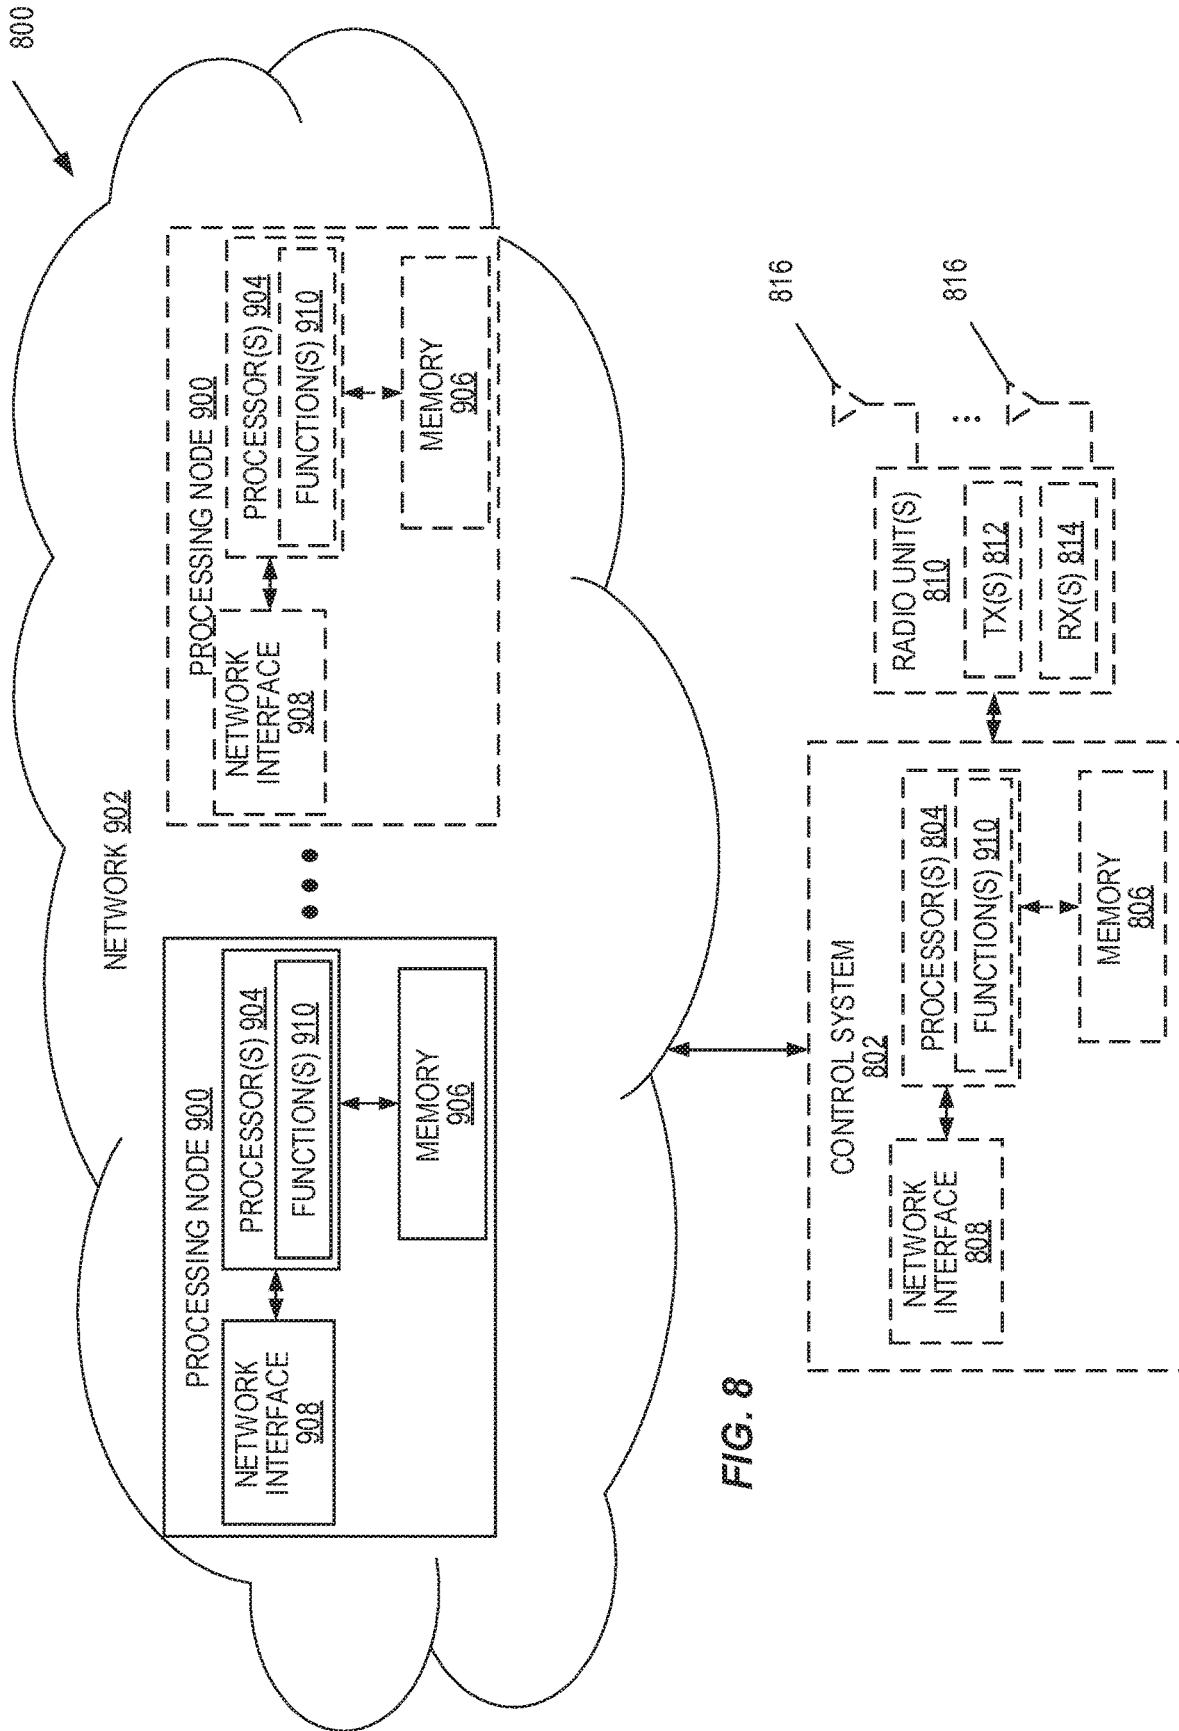 800
NETWORK 902
PROCESSING NODE 900
NETWORK
INTERFACE
908
PROCESSOR(S) 904
FUNCTION(S) 910
MEMORY
906
PROCESSING NODE 900
NETWORK
INTERFACE
908
PROCESSOR(S) 904
FUNCTION(S) 910
MEMORY
906
CONTROL SYSTEM
802
NETWORK
INTERFACE
808
PROCESSOR(S) 804
FUNCTION(S) 910
MEMORY
806
RADIO UNIT(S)
810
TX(S) 812
RX(S) 814
816
816
FIG. 8